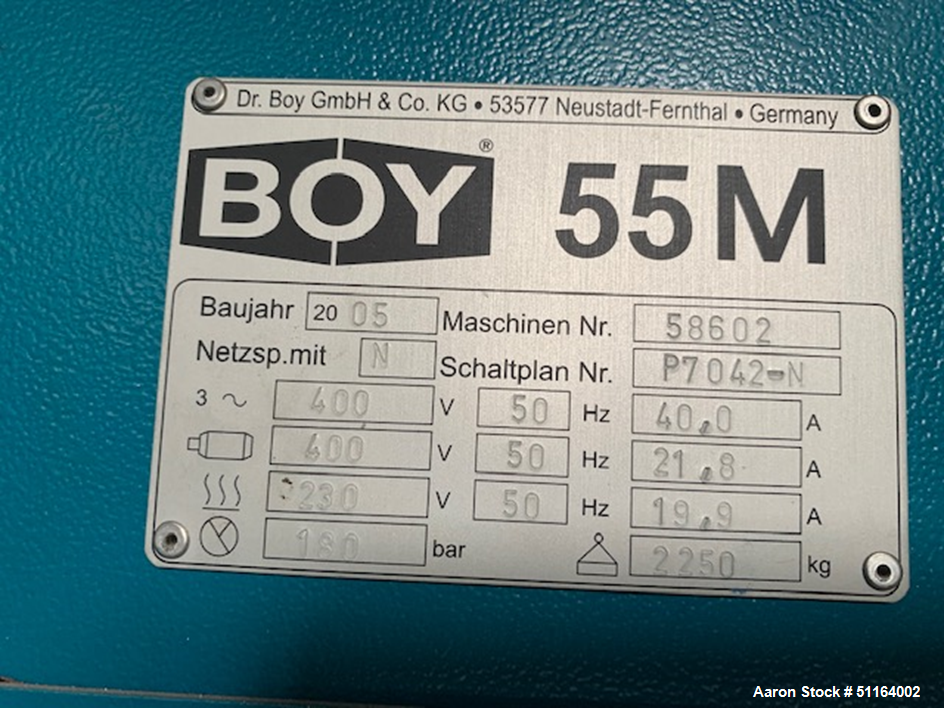 Dr. Boy GmbH & Co. KG • 53577 Neustadt-Fernthal • Germany
BOY® 55 M
Baujahr 20 05 Maschinen Nr. 58602
Netzsp.mit N Schaltplan Nr. P7042-N
3 ~ 400 V 50 Hz 40,0 A
400 V 50 Hz 21,8 A
230 V 50 Hz 19,9 A
180 bar 2250 kg
Aaron Stock # 51164002